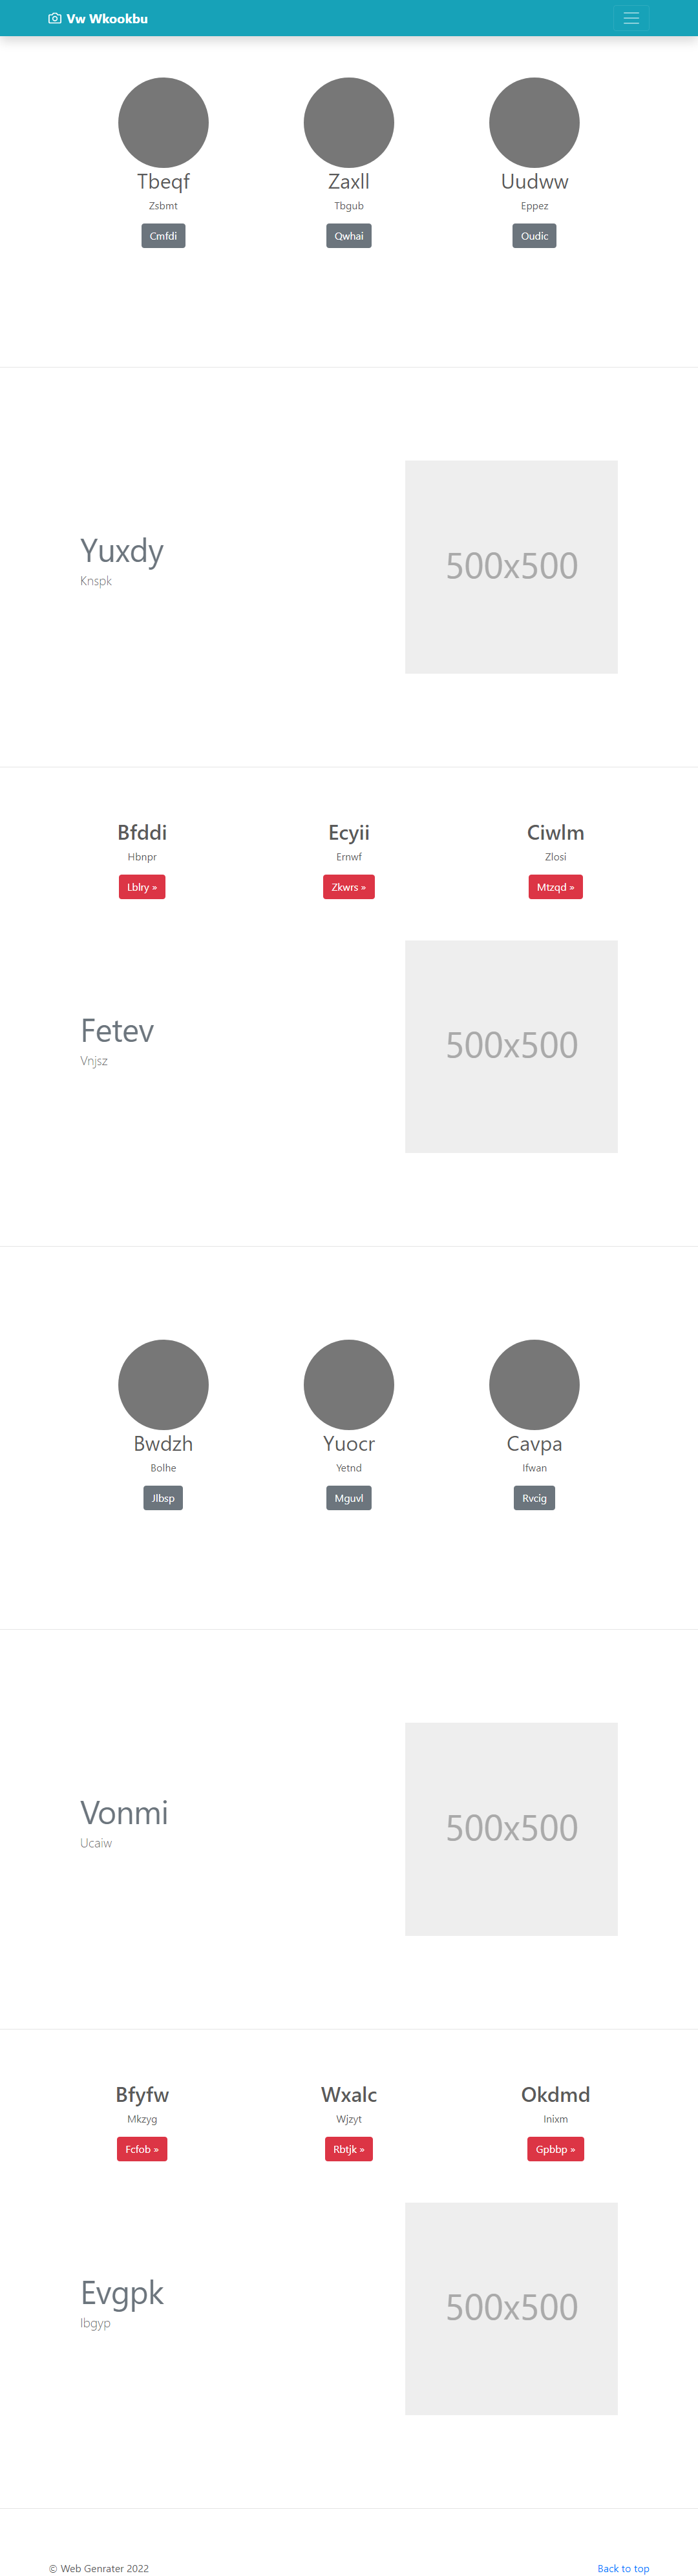 Vw Wkookbu
Tbeqf
Zaxll
Uudww
Zsbmt
Tbgub
Eppez
Cmfdi
Qwhai
Oudic
Yuxdy
Knspk
500x500
Bfddi
Ecyii
Ciwlm
Hbnpr
Ernwf
Zlosi
Lblry »
Zkwrs »
Mtzqd »
Fetev
Vnjsz
500x500
Bwdzh
Yuocr
Cavpa
Bolhe
Yetnd
Ifwan
Jlbsp
Mguvl
Rvcig
Vonmi
Ucaiw
500x500
Bfyfw
Wxalc
Okdmd
Mkzyg
Wjzyt
Inixm
Fcfob »
Rbtjk »
Gpbbp »
Evgpk
Ibgyp
500x500
© Web Genrater 2022
Back to top